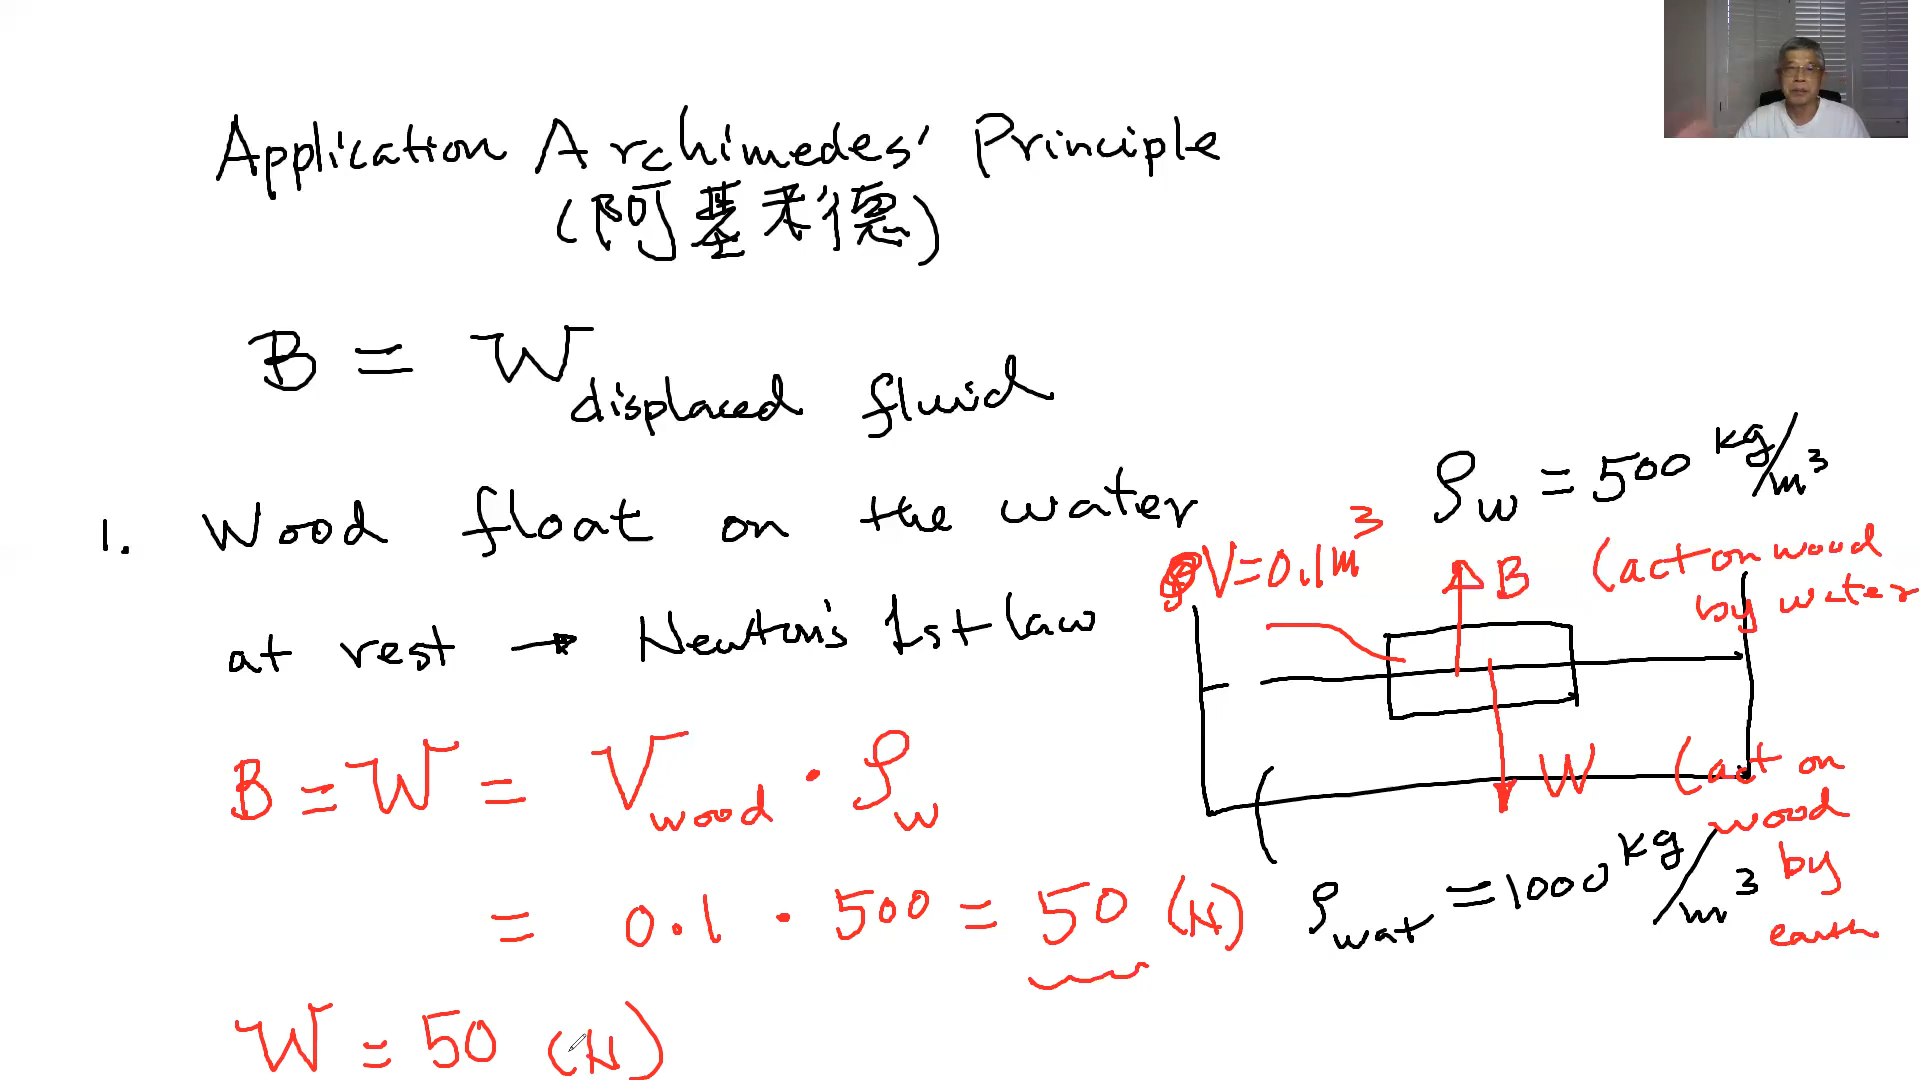 Application Archimedes' Principle
(阿基米德)
B = W displaced fluid
1. Wood float on the water
at rest → Newton's 1st law
B = W = V wood · ρw
= 0.1 · 500 = 50 (N)
W = 50 (N)
ρw = 500 kg/m³
V = 0.1 m³
B (act on wood
by water
W (act on
wood
by
earth
ρwat = 1000 kg/m³